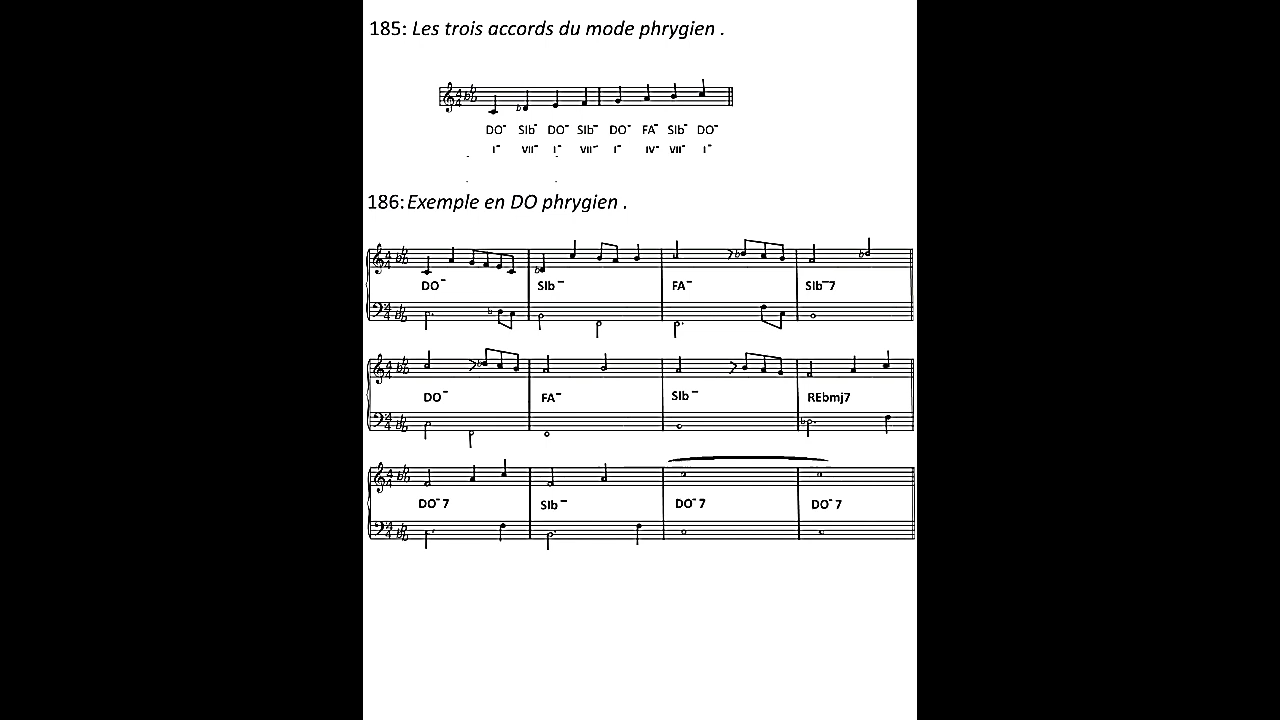 185: Les trois accords du mode phrygien .
DO- SIb- DO- SIb- DO- FA- SIb- DO-
I- VII- I- VII- I- IV- VII- I-
186: Exemple en DO phrygien .
DO- SIb- FA- SIb-7
DO- FA- SIb- REbmj7
DO-7 SIb- DO-7 DO-7